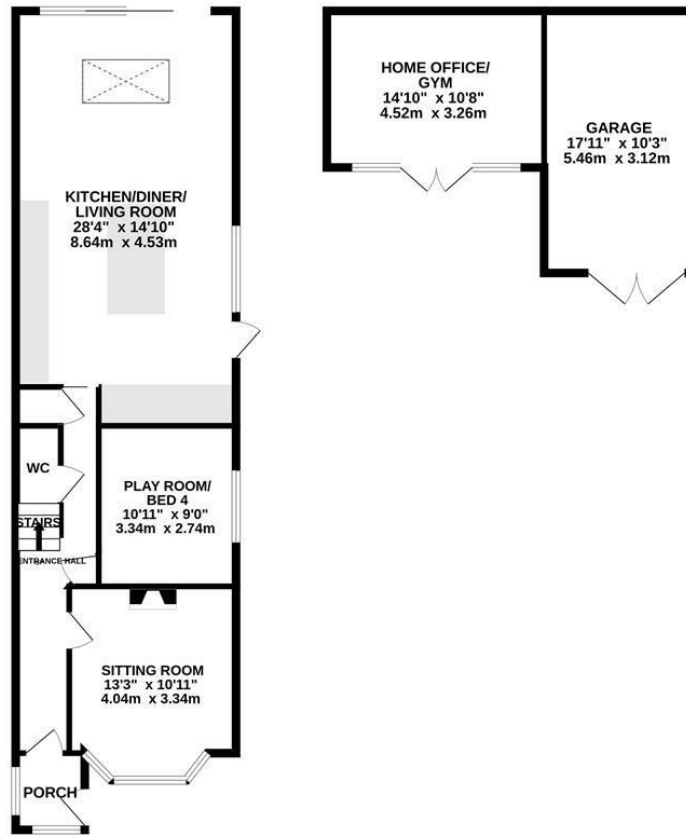 KITCHEN/DINER/
LIVING ROOM
28'4" x 14'10"
8.64m x 4.53m
HOME OFFICE/
GYM
14'10" x 10'8"
4.52m x 3.26m
GARAGE
17'11" x 10'3"
5.46m x 3.12m
WC
STAIRS
ENTRANCE HALL
PLAY ROOM/
BED 4
10'11" x 9'0"
3.34m x 2.74m
SITTING ROOM
13'3" x 10'11"
4.04m x 3.34m
PORCH